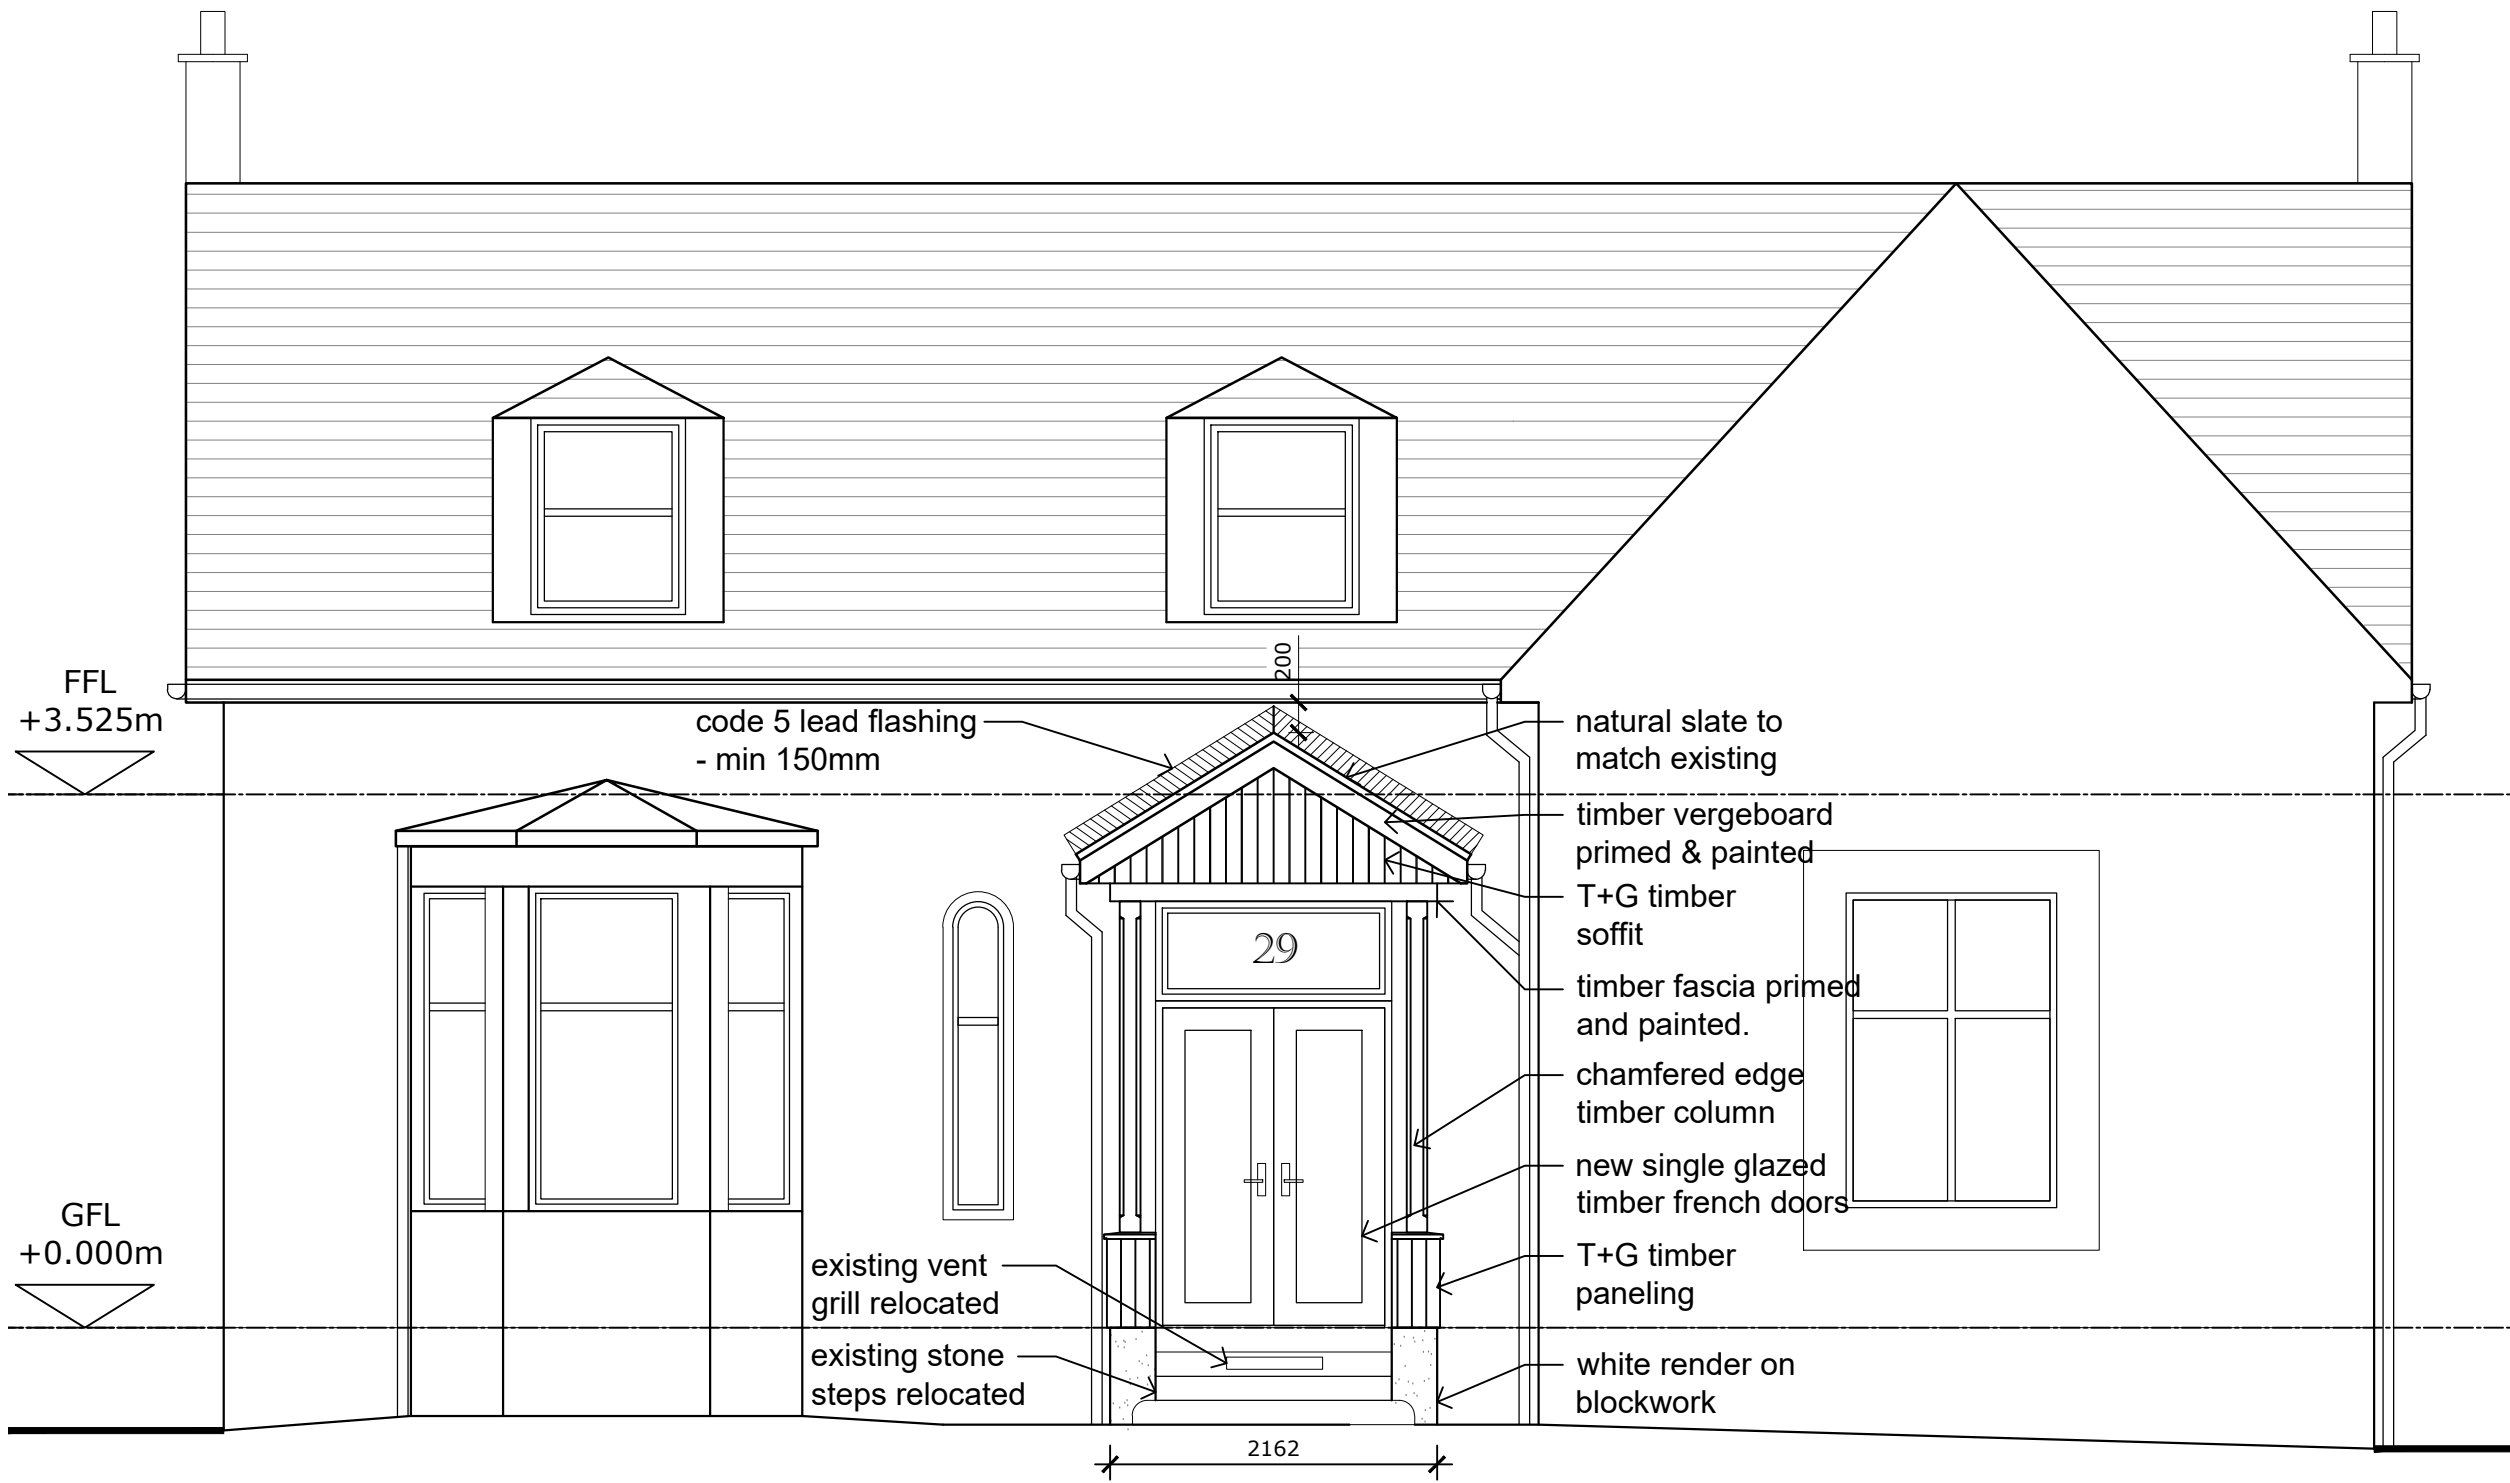 200
FFL
+3.525m
code 5 lead flashing
- min 150mm
natural slate to
match existing
timber vergeboard
primed & painted
T+G timber
soffit
29
timber fascia primed
and painted.
chamfered edge
timber column
new single glazed
timber french doors
GFL
+0.000m
existing vent
grill relocated
T+G timber
paneling
existing stone
steps relocated
white render on
blockwork
2162